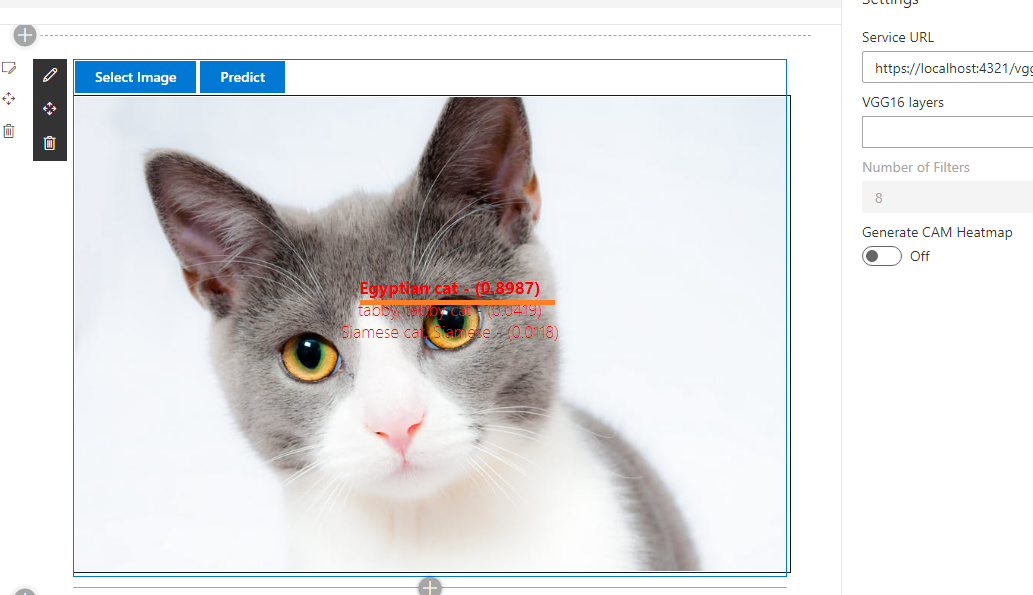 Settings
Select Image
Predict
Service URL
https://localhost:4321/vgg
VGG16 layers
Number of Filters
8
Generate CAM Heatmap
Off
Egyptian cat - (0.8987)
tabby, tabby cat - (0.0419)
Siamese cat, Siamese - (0.0118)